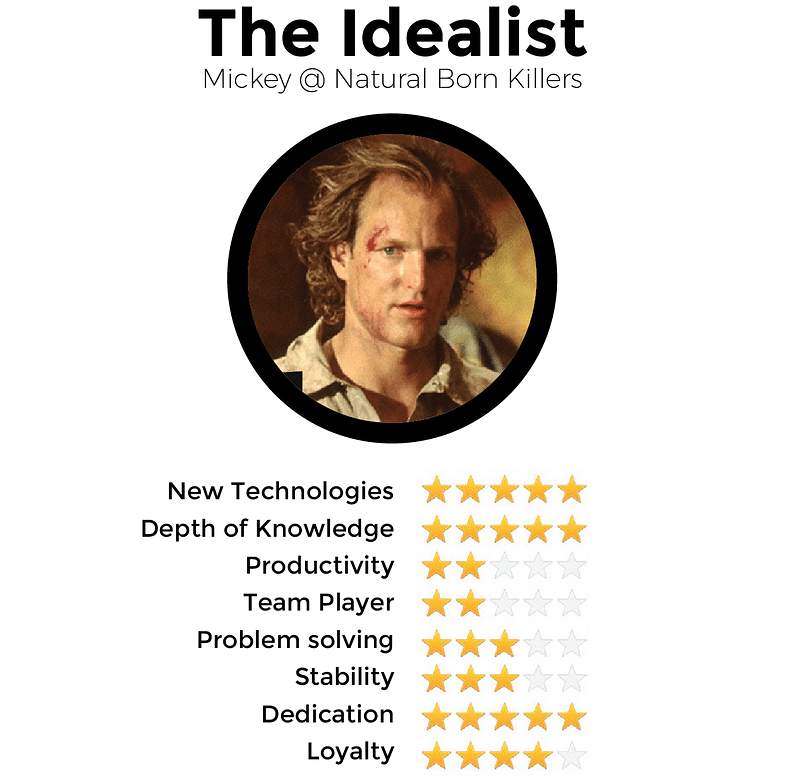 The Idealist
Mickey @ Natural Born Killers
New Technologies
Depth of Knowledge
Productivity
Team Player
Problem solving
Stability
Dedication
Loyalty